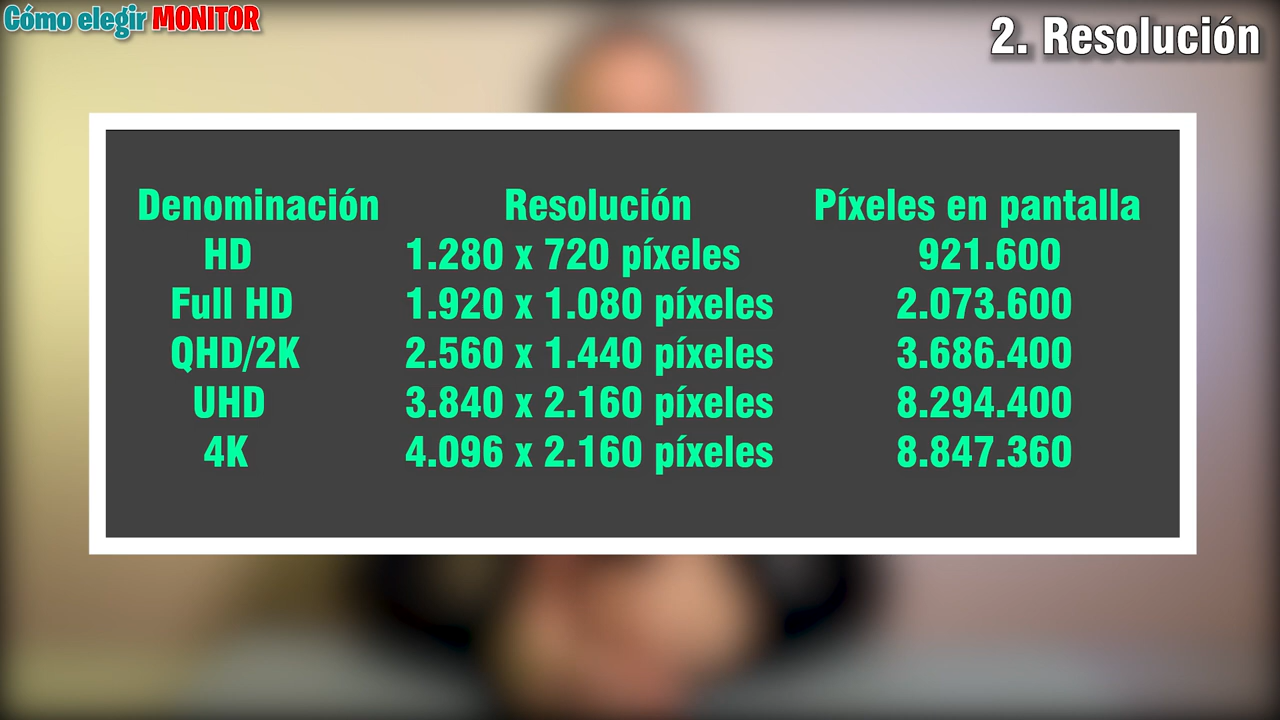 Cómo elegir MONITOR
2. Resolución
Denominación Resolución Píxeles en pantalla
HD 1.280 x 720 píxeles 921.600
Full HD 1.920 x 1.080 píxeles 2.073.600
QHD/2K 2.560 x 1.440 píxeles 3.686.400
UHD 3.840 x 2.160 píxeles 8.294.400
4K 4.096 x 2.160 píxeles 8.847.360